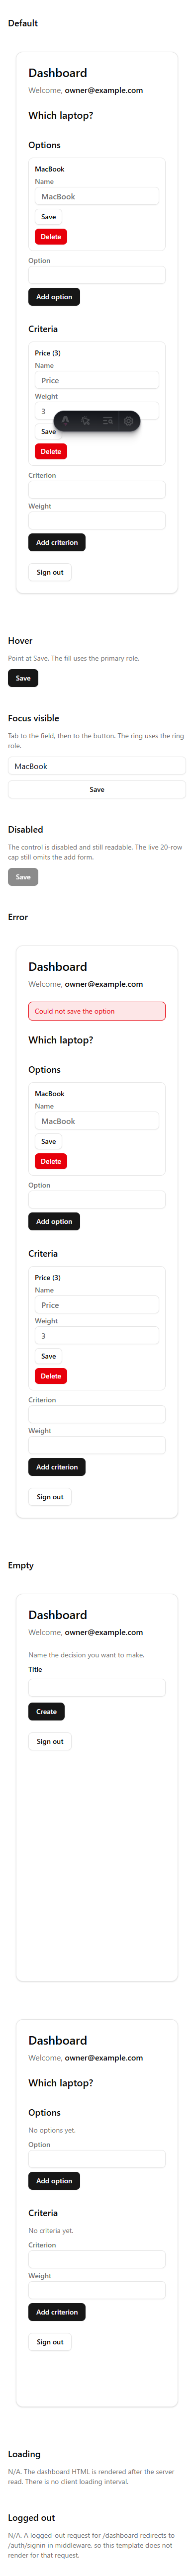 Default
Dashboard
Welcome, owner@example.com
Which laptop?
Options
MacBook
Name
MacBook
Save
Delete
Option
Add option
Criteria
Price (3)
Name
Price
Weight
3
Save
Delete
Criterion
Weight
Add criterion
Sign out
Hover
Point at Save. The fill uses the primary role.
Save
Focus visible
Tab to the field, then to the button. The ring uses the ring
role.
MacBook
Save
Disabled
The control is disabled and still readable. The live 20-row
cap still omits the add form.
Save
Error
Dashboard
Welcome, owner@example.com
Could not save the option
Which laptop?
Options
MacBook
Name
MacBook
Save
Delete
Option
Add option
Criteria
Price (3)
Name
Price
Weight
3
Save
Delete
Criterion
Weight
Add criterion
Sign out
Empty
Dashboard
Welcome, owner@example.com
Name the decision you want to make.
Title
Create
Sign out
Dashboard
Welcome, owner@example.com
Which laptop?
Options
No options yet.
Option
Add option
Criteria
No criteria yet.
Criterion
Weight
Add criterion
Sign out
Loading
N/A. The dashboard HTML is rendered after the server
read. There is no client loading interval.
Logged out
N/A. A logged-out request for /dashboard redirects to
/auth/signin in middleware, so this template does not
render for that request.